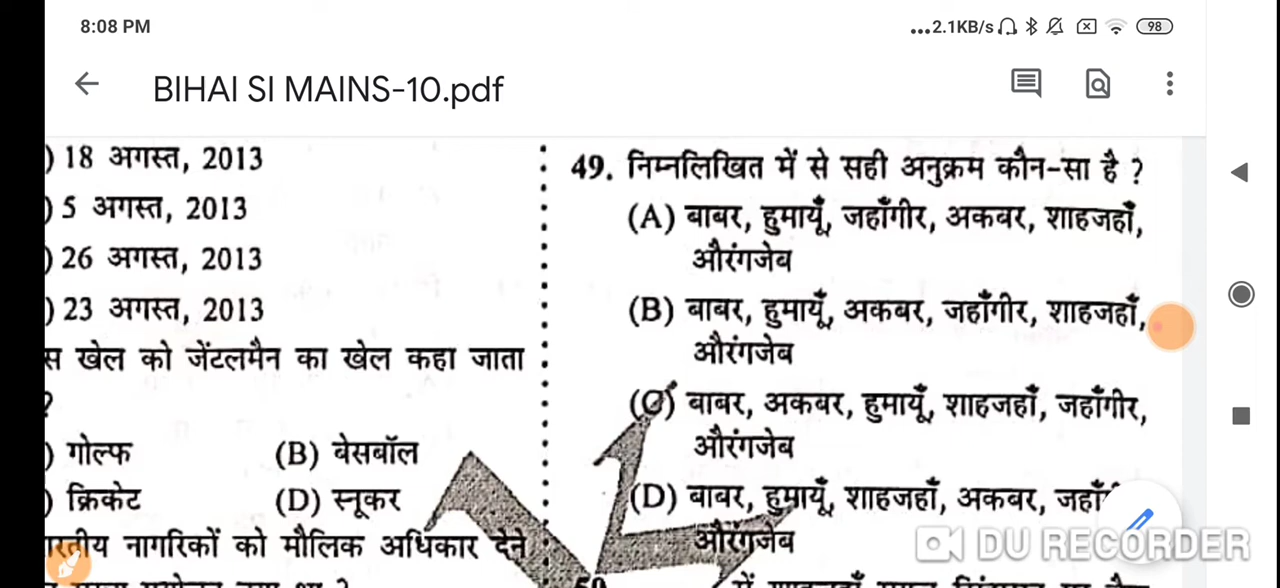 8:08 PM
...2.1KB/s
98
BIHAI SI MAINS-10.pdf
) 18 अगस्त, 2013
) 5 अगस्त, 2013
) 26 अगस्त, 2013
) 23 अगस्त, 2013
स खेल को जेंटलमैन का खेल कहा जाता
?
) गोल्फ (B) बेसबॉल
) क्रिकेट (D) स्नूकर
रतीय नागरिकों को मौलिक अधिकार देने
49. निम्नलिखित में से सही अनुक्रम कौन-सा है ?
(A) बाबर, हुमायूँ, जहाँगीर, अकबर, शाहजहाँ,
औरंगजेब
(B) बाबर, हुमायूँ, अकबर, जहाँगीर, शाहजहाँ,
औरंगजेब
(C) बाबर, अकबर, हुमायूँ, शाहजहाँ, जहाँगीर,
औरंगजेब
(D) बाबर, हुमायूँ, शाहजहाँ, अकबर, जहाँ
औरंगजेब
DU RECORDER